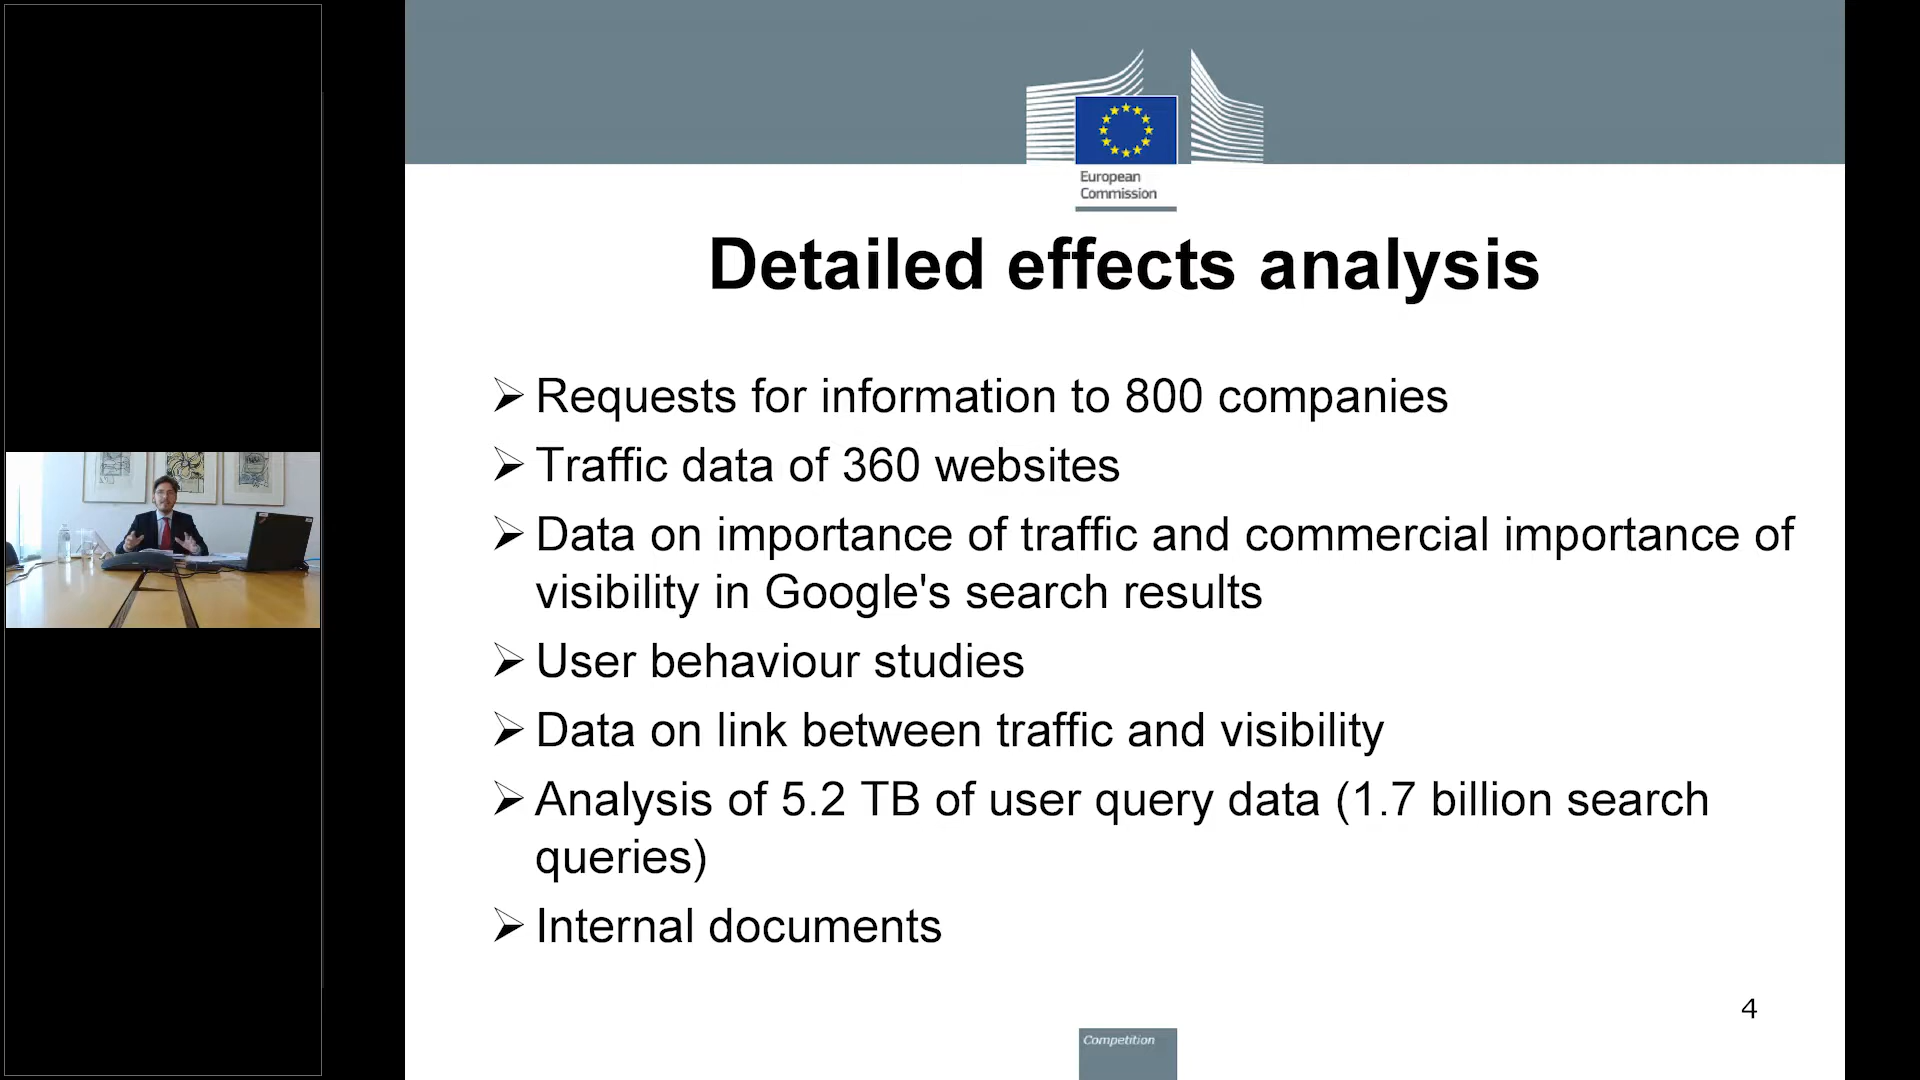 European
Commission
Detailed effects analysis
Requests for information to 800 companies
Traffic data of 360 websites
Data on importance of traffic and commercial importance of
visibility in Google's search results
User behaviour studies
Data on link between traffic and visibility
Analysis of 5.2 TB of user query data (1.7 billion search
queries)
Internal documents
4
Competition